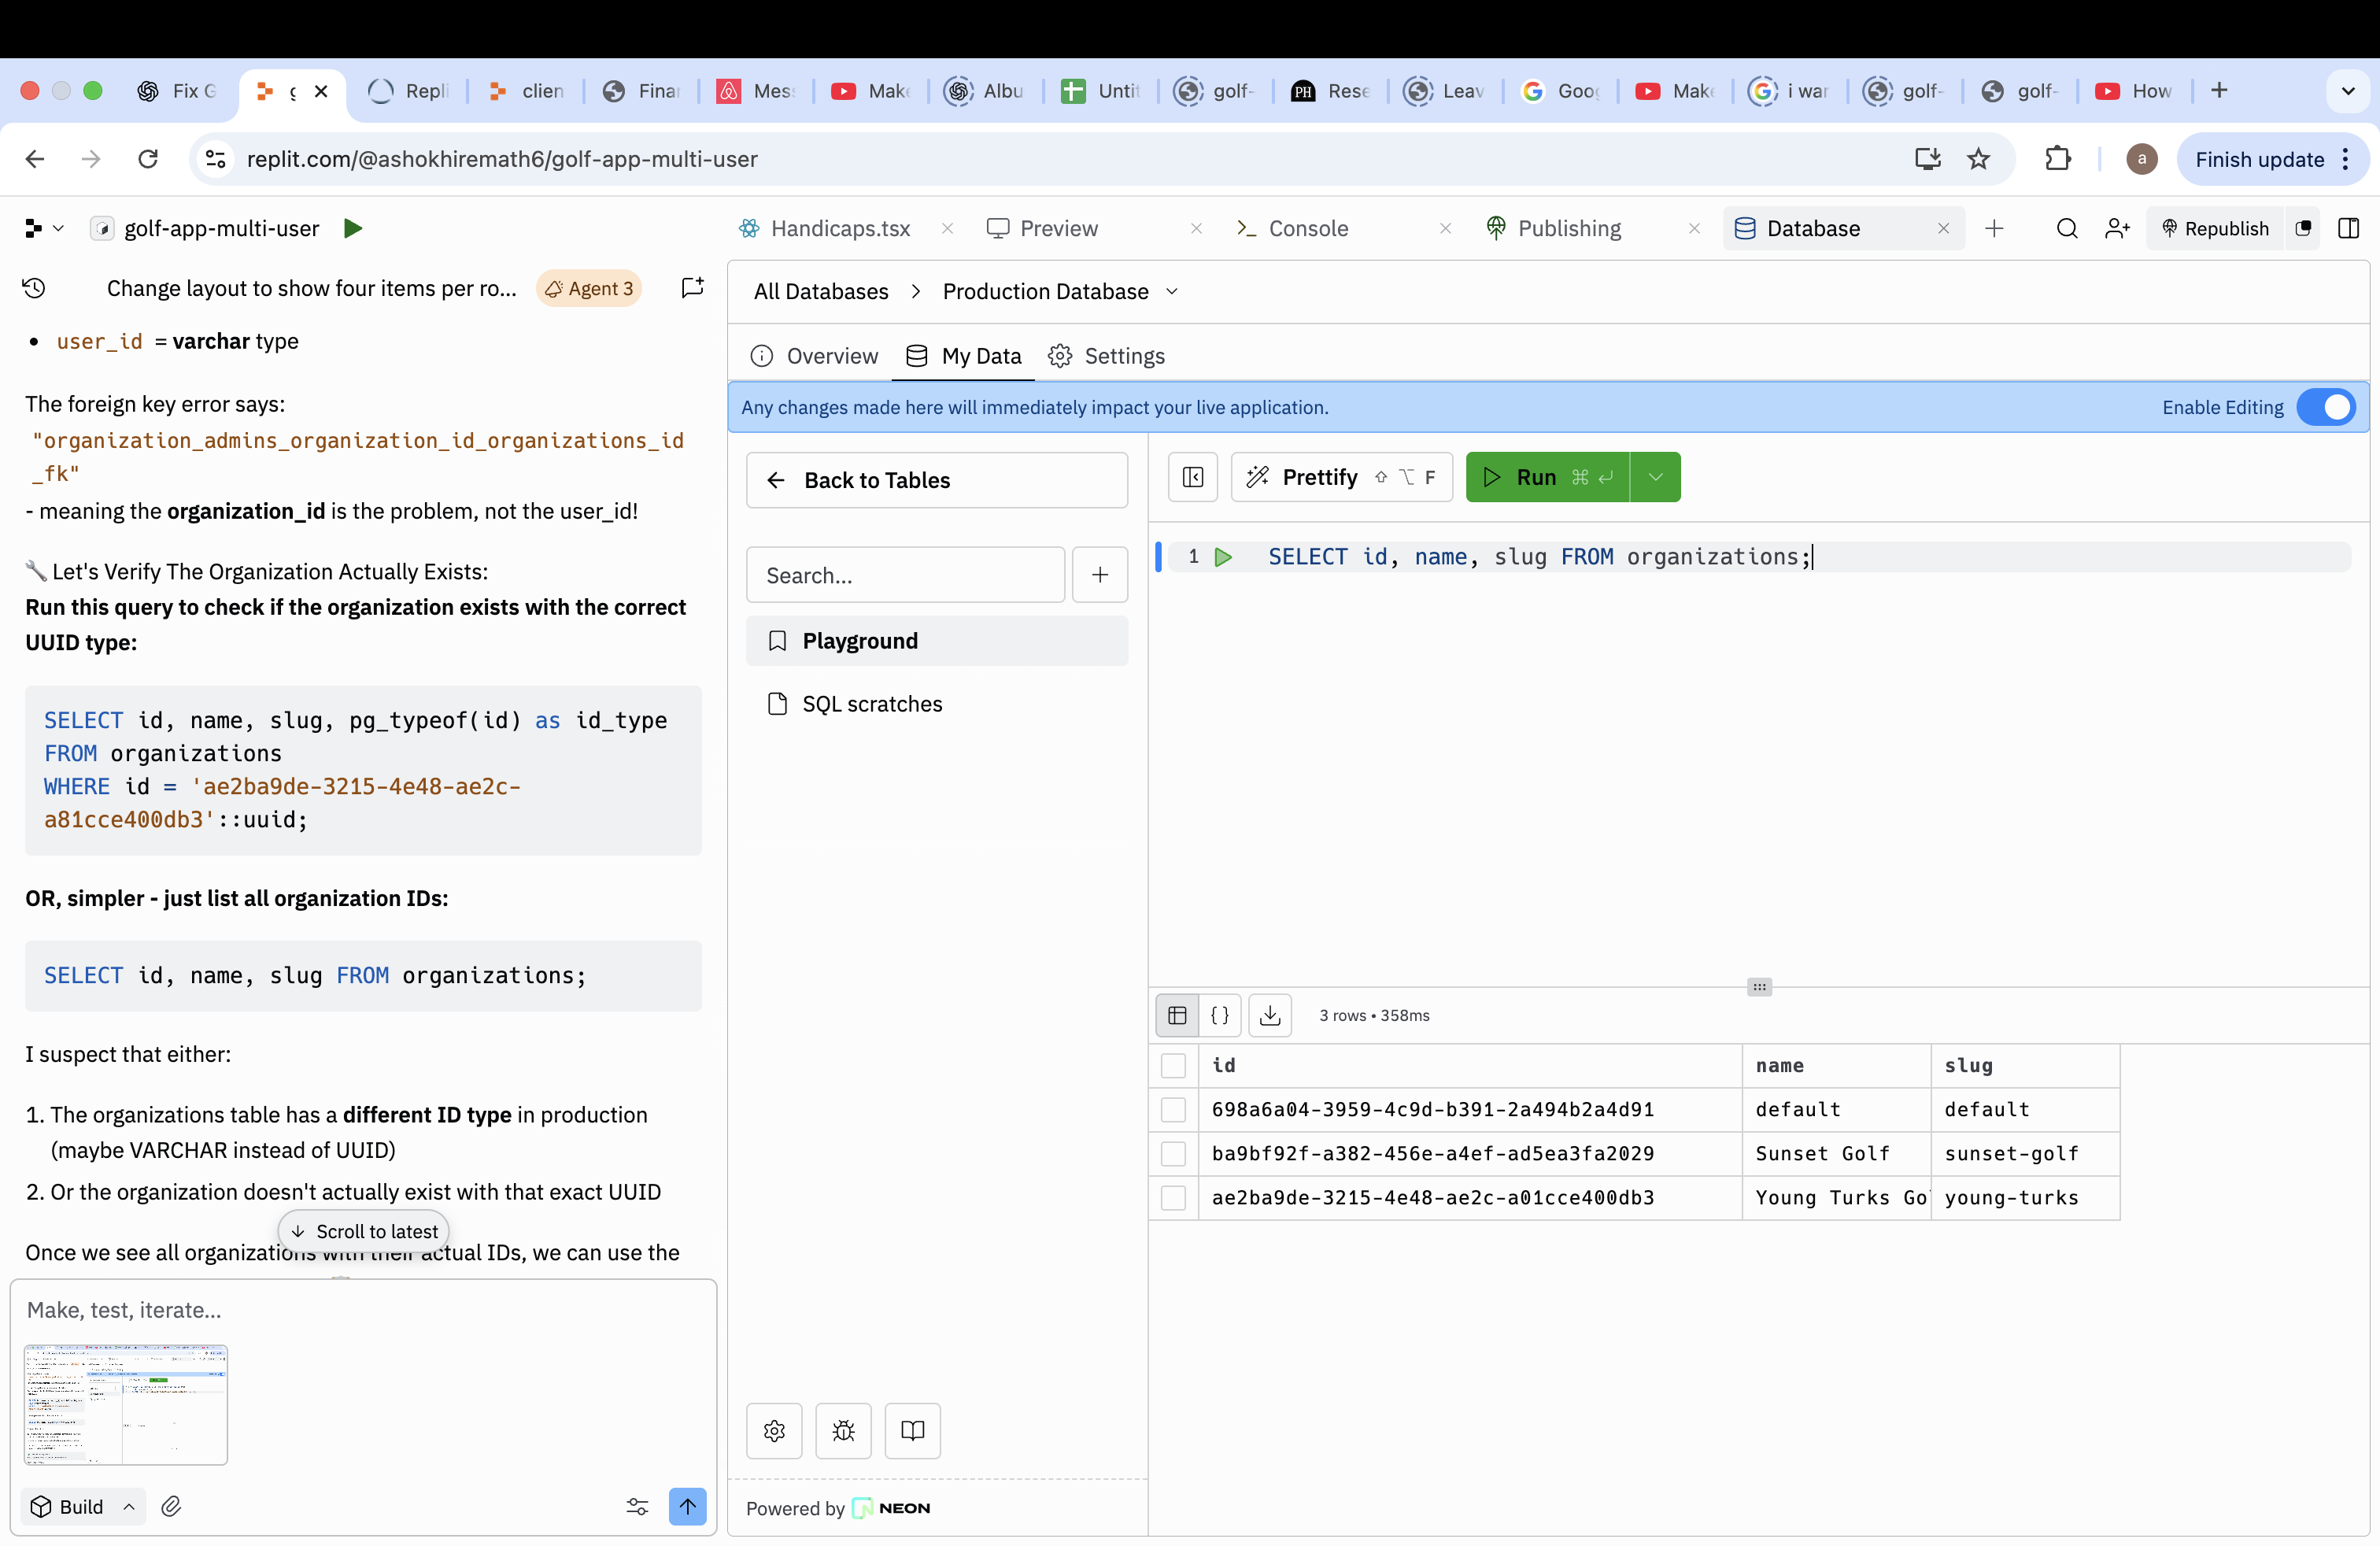 Fix G
g
Repli
clien
Finar
Mess
Make
Albu
Untit
golf-
PH
Rese
Leav
Goog
Make
i war
golf-
golf-
How
replit.com/@ashokhiremath6/golf-app-multi-user
a
Finish update
golf-app-multi-user
Handicaps.tsx
Preview
Console
Publishing
Database
Republish
Change layout to show four items per ro...
Agent 3
All Databases > Production Database
Overview
My Data
Settings
Any changes made here will immediately impact your live application.
Enable Editing
• user_id = varchar type
The foreign key error says:
"organization_admins_organization_id_organizations_id
_fk"
- meaning the organization_id is the problem, not the user_id!
🔧 Let's Verify The Organization Actually Exists:
Run this query to check if the organization exists with the correct
UUID type:
SELECT id, name, slug, pg_typeof(id) as id_type
FROM organizations
WHERE id = 'ae2ba9de-3215-4e48-ae2c-
a81cce400db3'::uuid;
OR, simpler - just list all organization IDs:
SELECT id, name, slug FROM organizations;
I suspect that either:
1. The organizations table has a different ID type in production
(maybe VARCHAR instead of UUID)
2. Or the organization doesn't actually exist with that exact UUID
Scroll to latest
Once we see all organizations with their actual IDs, we can use the
Make, test, iterate...
Build
Back to Tables
Search...
Playground
SQL scratches
Powered by NEON
Prettify ⇧ ⌥ F
Run ⌘ ↵
1 SELECT id, name, slug FROM organizations;
{}
3 rows • 358ms
id name slug
698a6a04-3959-4c9d-b391-2a494b2a4d91 default default
ba9bf92f-a382-456e-a4ef-ad5ea3fa2029 Sunset Golf sunset-golf
ae2ba9de-3215-4e48-ae2c-a01cce400db3 Young Turks Go young-turks